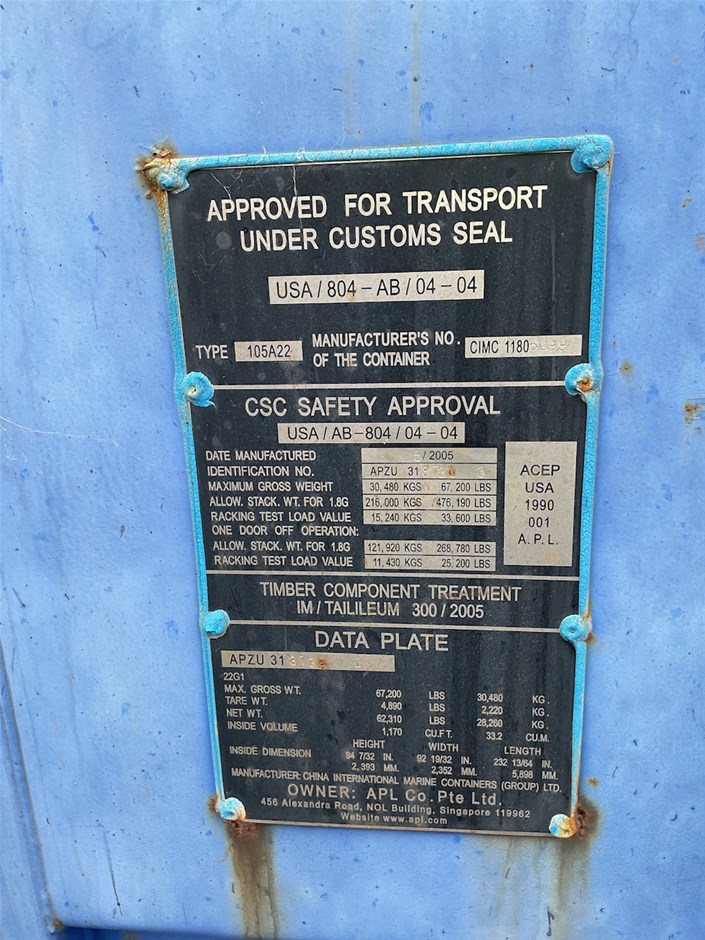 APPROVED FOR TRANSPORT
UNDER CUSTOMS SEAL
USA / 804 – AB / 04 – 04
TYPE 105A22 MANUFACTURER'S NO. OF THE CONTAINER CIMC 1180
CSC SAFETY APPROVAL
USA / AB – 804 / 04 – 04
DATE MANUFACTURED / 2005
IDENTIFICATION NO. APZU 31
MAXIMUM GROSS WEIGHT 30,480 KGS 67,200 LBS
ALLOW. STACK. WT. FOR 1.8G 216,000 KGS 476,190 LBS
RACKING TEST LOAD VALUE 15,240 KGS 33,600 LBS
ONE DOOR OFF OPERATION:
ALLOW. STACK. WT. FOR 1.8G 121,920 KGS 268,780 LBS
RACKING TEST LOAD VALUE 11,430 KGS 25,200 LBS
ACEP
USA
1990
001
A.P.L.
TIMBER COMPONENT TREATMENT
IM / TAILILEUM 300 / 2005
DATA PLATE
APZU 31
22G1
MAX. GROSS WT. 67,200 LBS 30,480 KG.
TARE WT. 4,890 LBS 2,220 KG.
NET WT. 62,310 LBS 28,260 KG.
INSIDE VOLUME 1,170 CU.FT. 33.2 CU.M.
HEIGHT WIDTH LENGTH
INSIDE DIMENSION 94 7/32 IN. 92 19/32 IN. 232 13/64 IN.
2,393 MM. 2,352 MM. 5,898 MM.
MANUFACTURER: CHINA INTERNATIONAL MARINE CONTAINERS (GROUP) LTD.
OWNER: APL Co. Pte Ltd.
456 Alexandra Road, NOL Building, Singapore 119962
Website www.apl.com